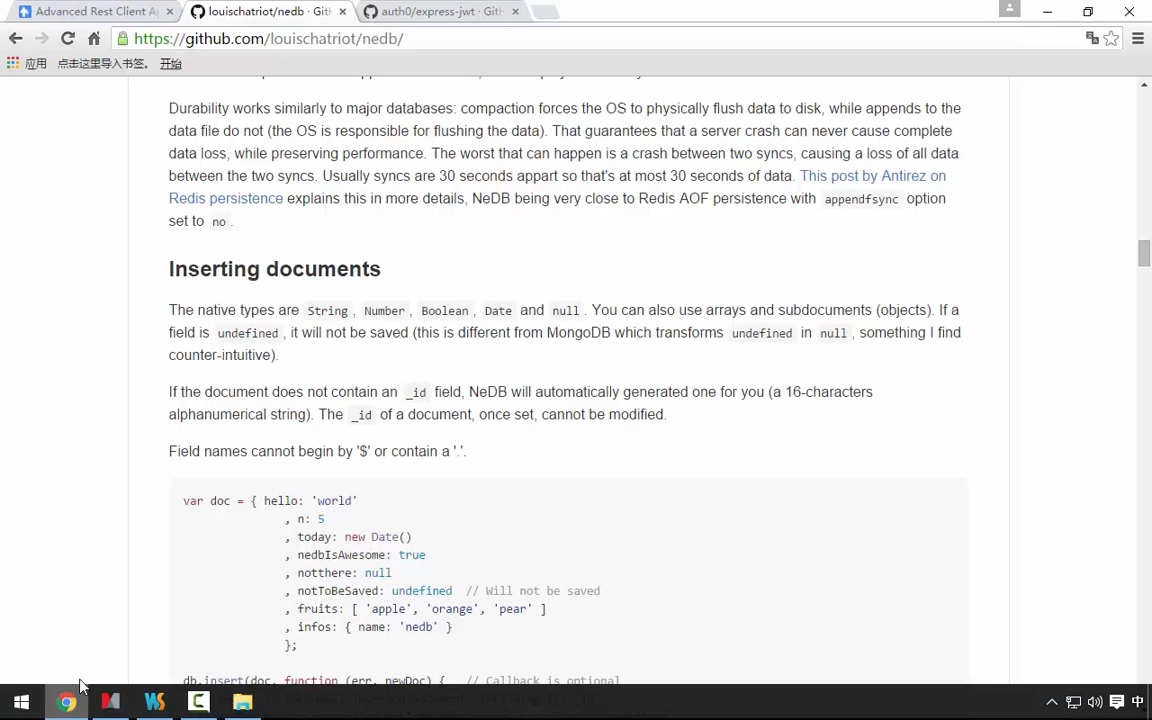 Advanced Rest Client A
louischatriot/nedb · Gith
auth0/express-jwt · GitH
https://github.com/louischatriot/nedb/
应用 点击这里导入书签。 开始
Durability works similarly to major databases: compaction forces the OS to physically flush data to disk, while appends to the
data file do not (the OS is responsible for flushing the data). That guarantees that a server crash can never cause complete
data loss, while preserving performance. The worst that can happen is a crash between two syncs, causing a loss of all data
between the two syncs. Usually syncs are 30 seconds appart so that's at most 30 seconds of data. This post by Antirez on
Redis persistence explains this in more details, NeDB being very close to Redis AOF persistence with appendfsync option
set to no .
Inserting documents
The native types are String , Number , Boolean , Date and null . You can also use arrays and subdocuments (objects). If a
field is undefined , it will not be saved (this is different from MongoDB which transforms undefined in null , something I find
counter-intuitive).
If the document does not contain an _id field, NeDB will automatically generated one for you (a 16-characters
alphanumerical string). The _id of a document, once set, cannot be modified.
Field names cannot begin by '$' or contain a '.'.
var doc = { hello: 'world'
, n: 5
, today: new Date()
, nedbIsAwesome: true
, notthere: null
, notToBeSaved: undefined // Will not be saved
, fruits: [ 'apple', 'orange', 'pear' ]
, infos: { name: 'nedb' }
};
db.insert(doc, function (err, newDoc) { // Callback is optional
中